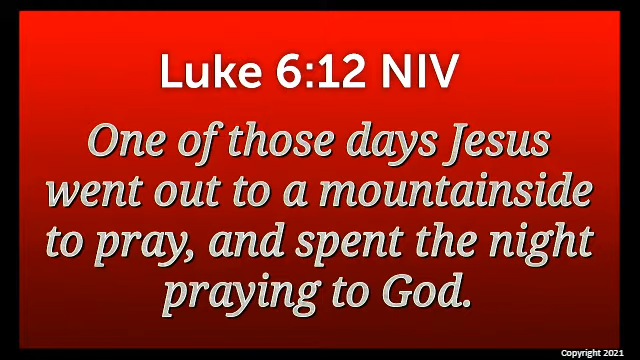 Luke 6:12 NIV
One of those days Jesus
went out to a mountainside
to pray, and spent the night
praying to God.
Copyright 2021